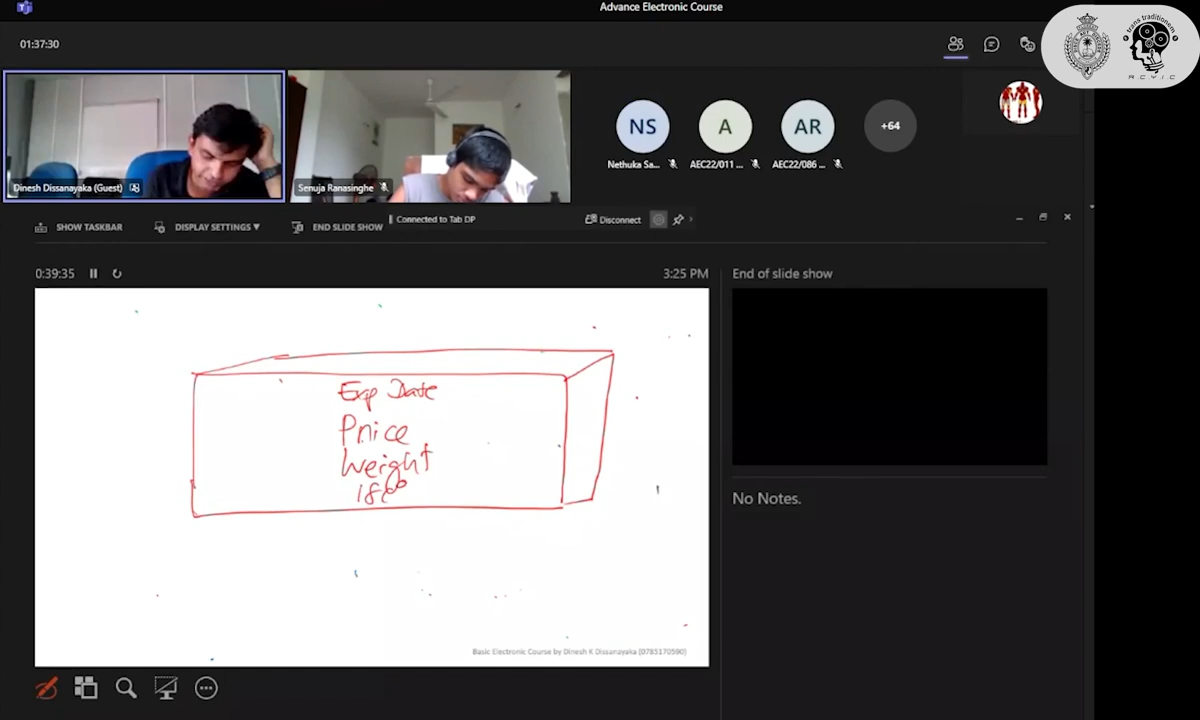 Advance Electronic Course
01:37:30
A.C.Y.I.C
NS
A
AR
+64
Dinesh Dissanayaka (Guest)
Senuja Ranasinghe
Nethuka Sa...
AEC22/011 ...
AEC22/086 ...
SHOW TASKBAR
DISPLAY SETTINGS
END SLIDE SHOW
Connected to Tab DP
Disconnect
0:39:35
3:25 PM
End of slide show
Exp Date
Price
Weight
No Notes.
Basic Electronic Course by Dinesh K Dissanayaka (0785170590)